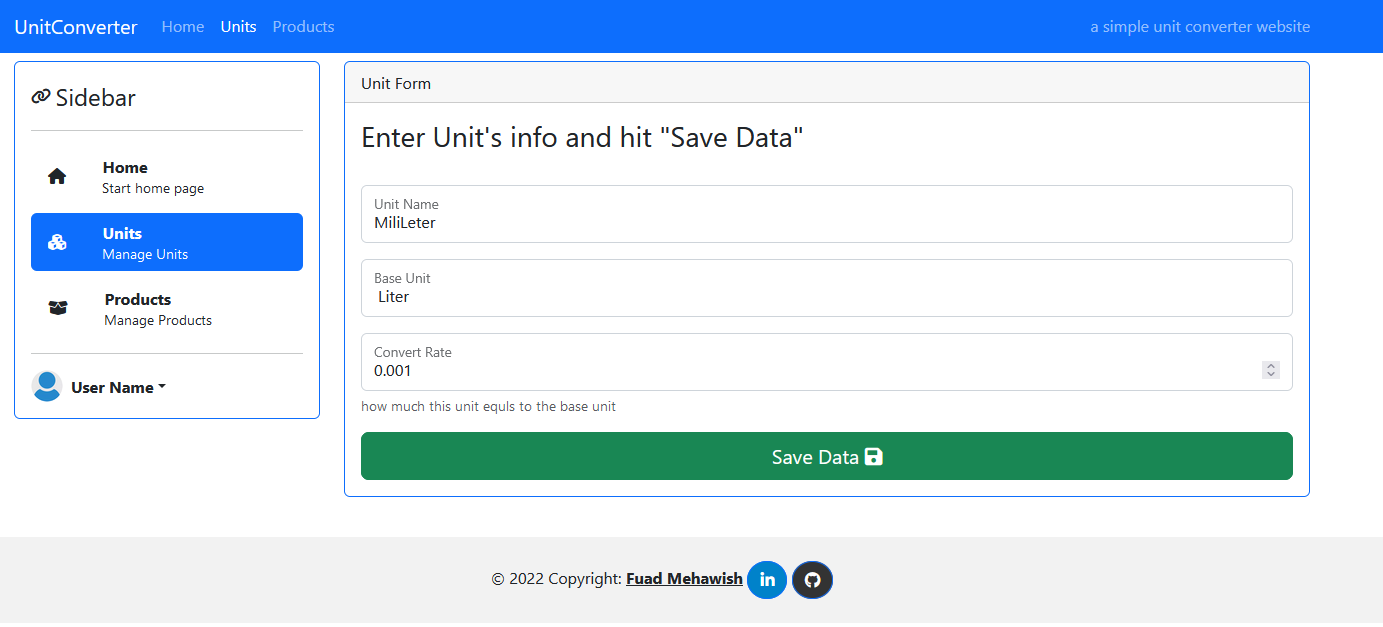 UnitConverter Home Units Products a simple unit converter website
Sidebar
Home
Start home page
Units
Manage Units
Products
Manage Products
User Name
Unit Form
Enter Unit's info and hit "Save Data"
Unit Name
MiliLeter
Base Unit
Liter
Convert Rate
0.001
how much this unit equls to the base unit
Save Data
© 2022 Copyright: Fuad Mehawish in